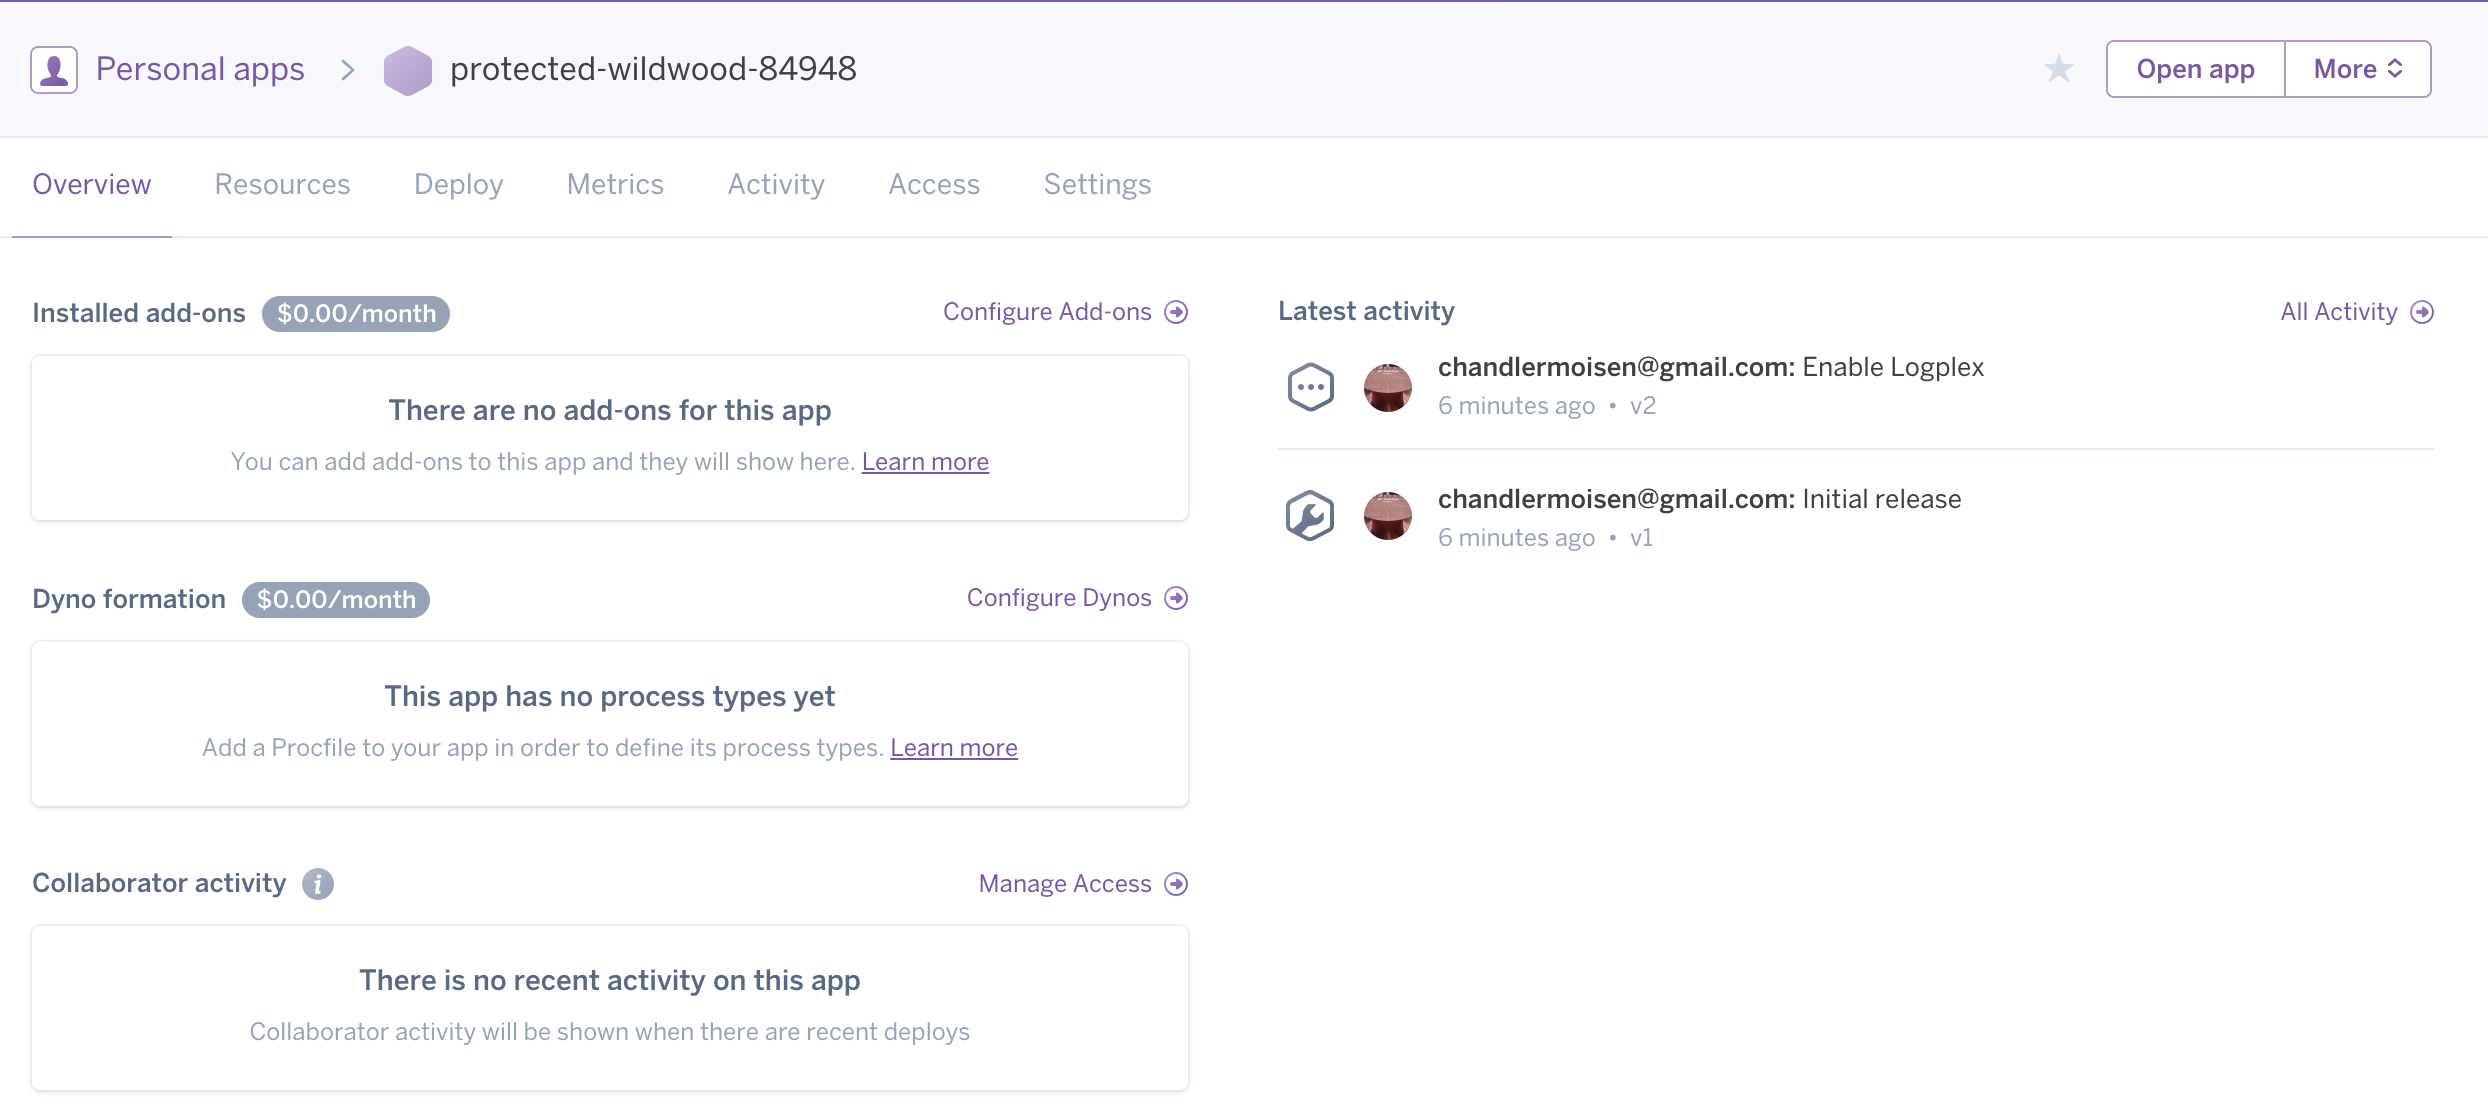 Personal apps
protected-wildwood-84948
Open app
More
Overview
Resources
Deploy
Metrics
Activity
Access
Settings
Installed add-ons
$0.00/month
Configure Add-ons
There are no add-ons for this app
You can add add-ons to this app and they will show here. Learn more
Dyno formation
$0.00/month
Configure Dynos
This app has no process types yet
Add a Procfile to your app in order to define its process types. Learn more
Collaborator activity
i
Manage Access
There is no recent activity on this app
Collaborator activity will be shown when there are recent deploys
Latest activity
All Activity
chandlermoisen@gmail.com: Enable Logplex
6 minutes ago • v2
chandlermoisen@gmail.com: Initial release
6 minutes ago • v1